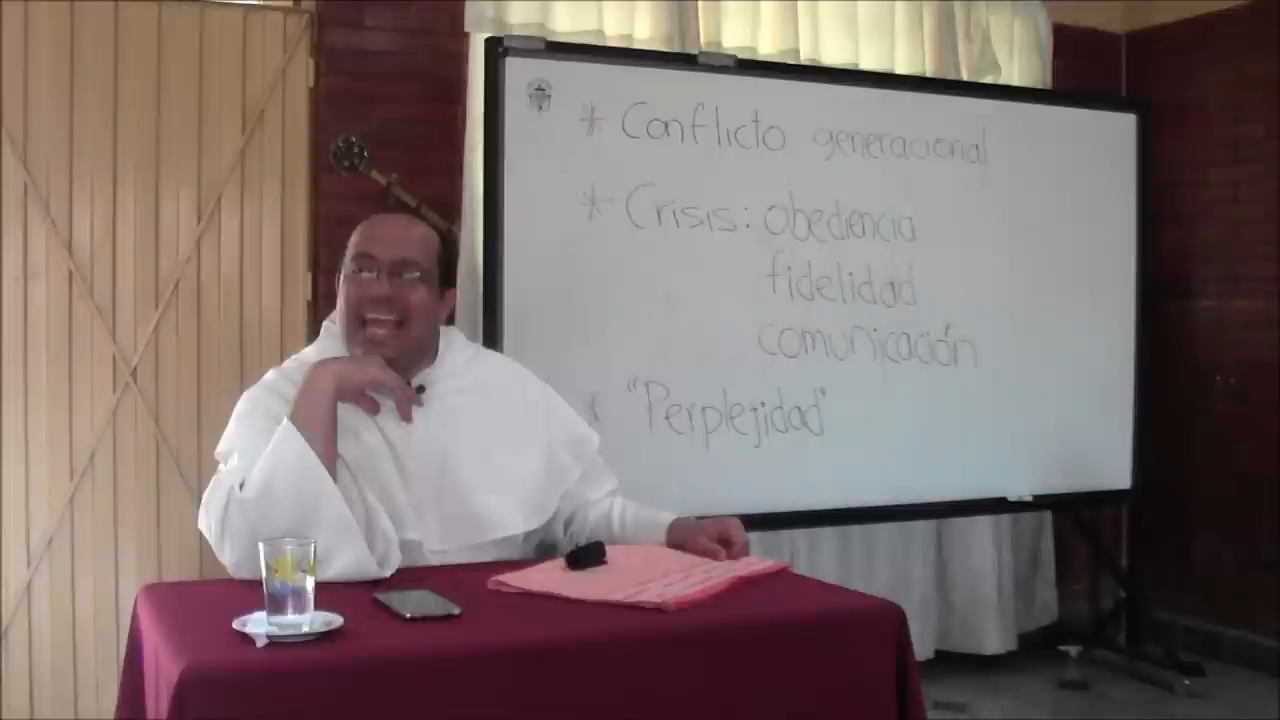 * Conflicto generacional
* Crisis: obediencia
fidelidad
comunicación
* "Perplejidad"